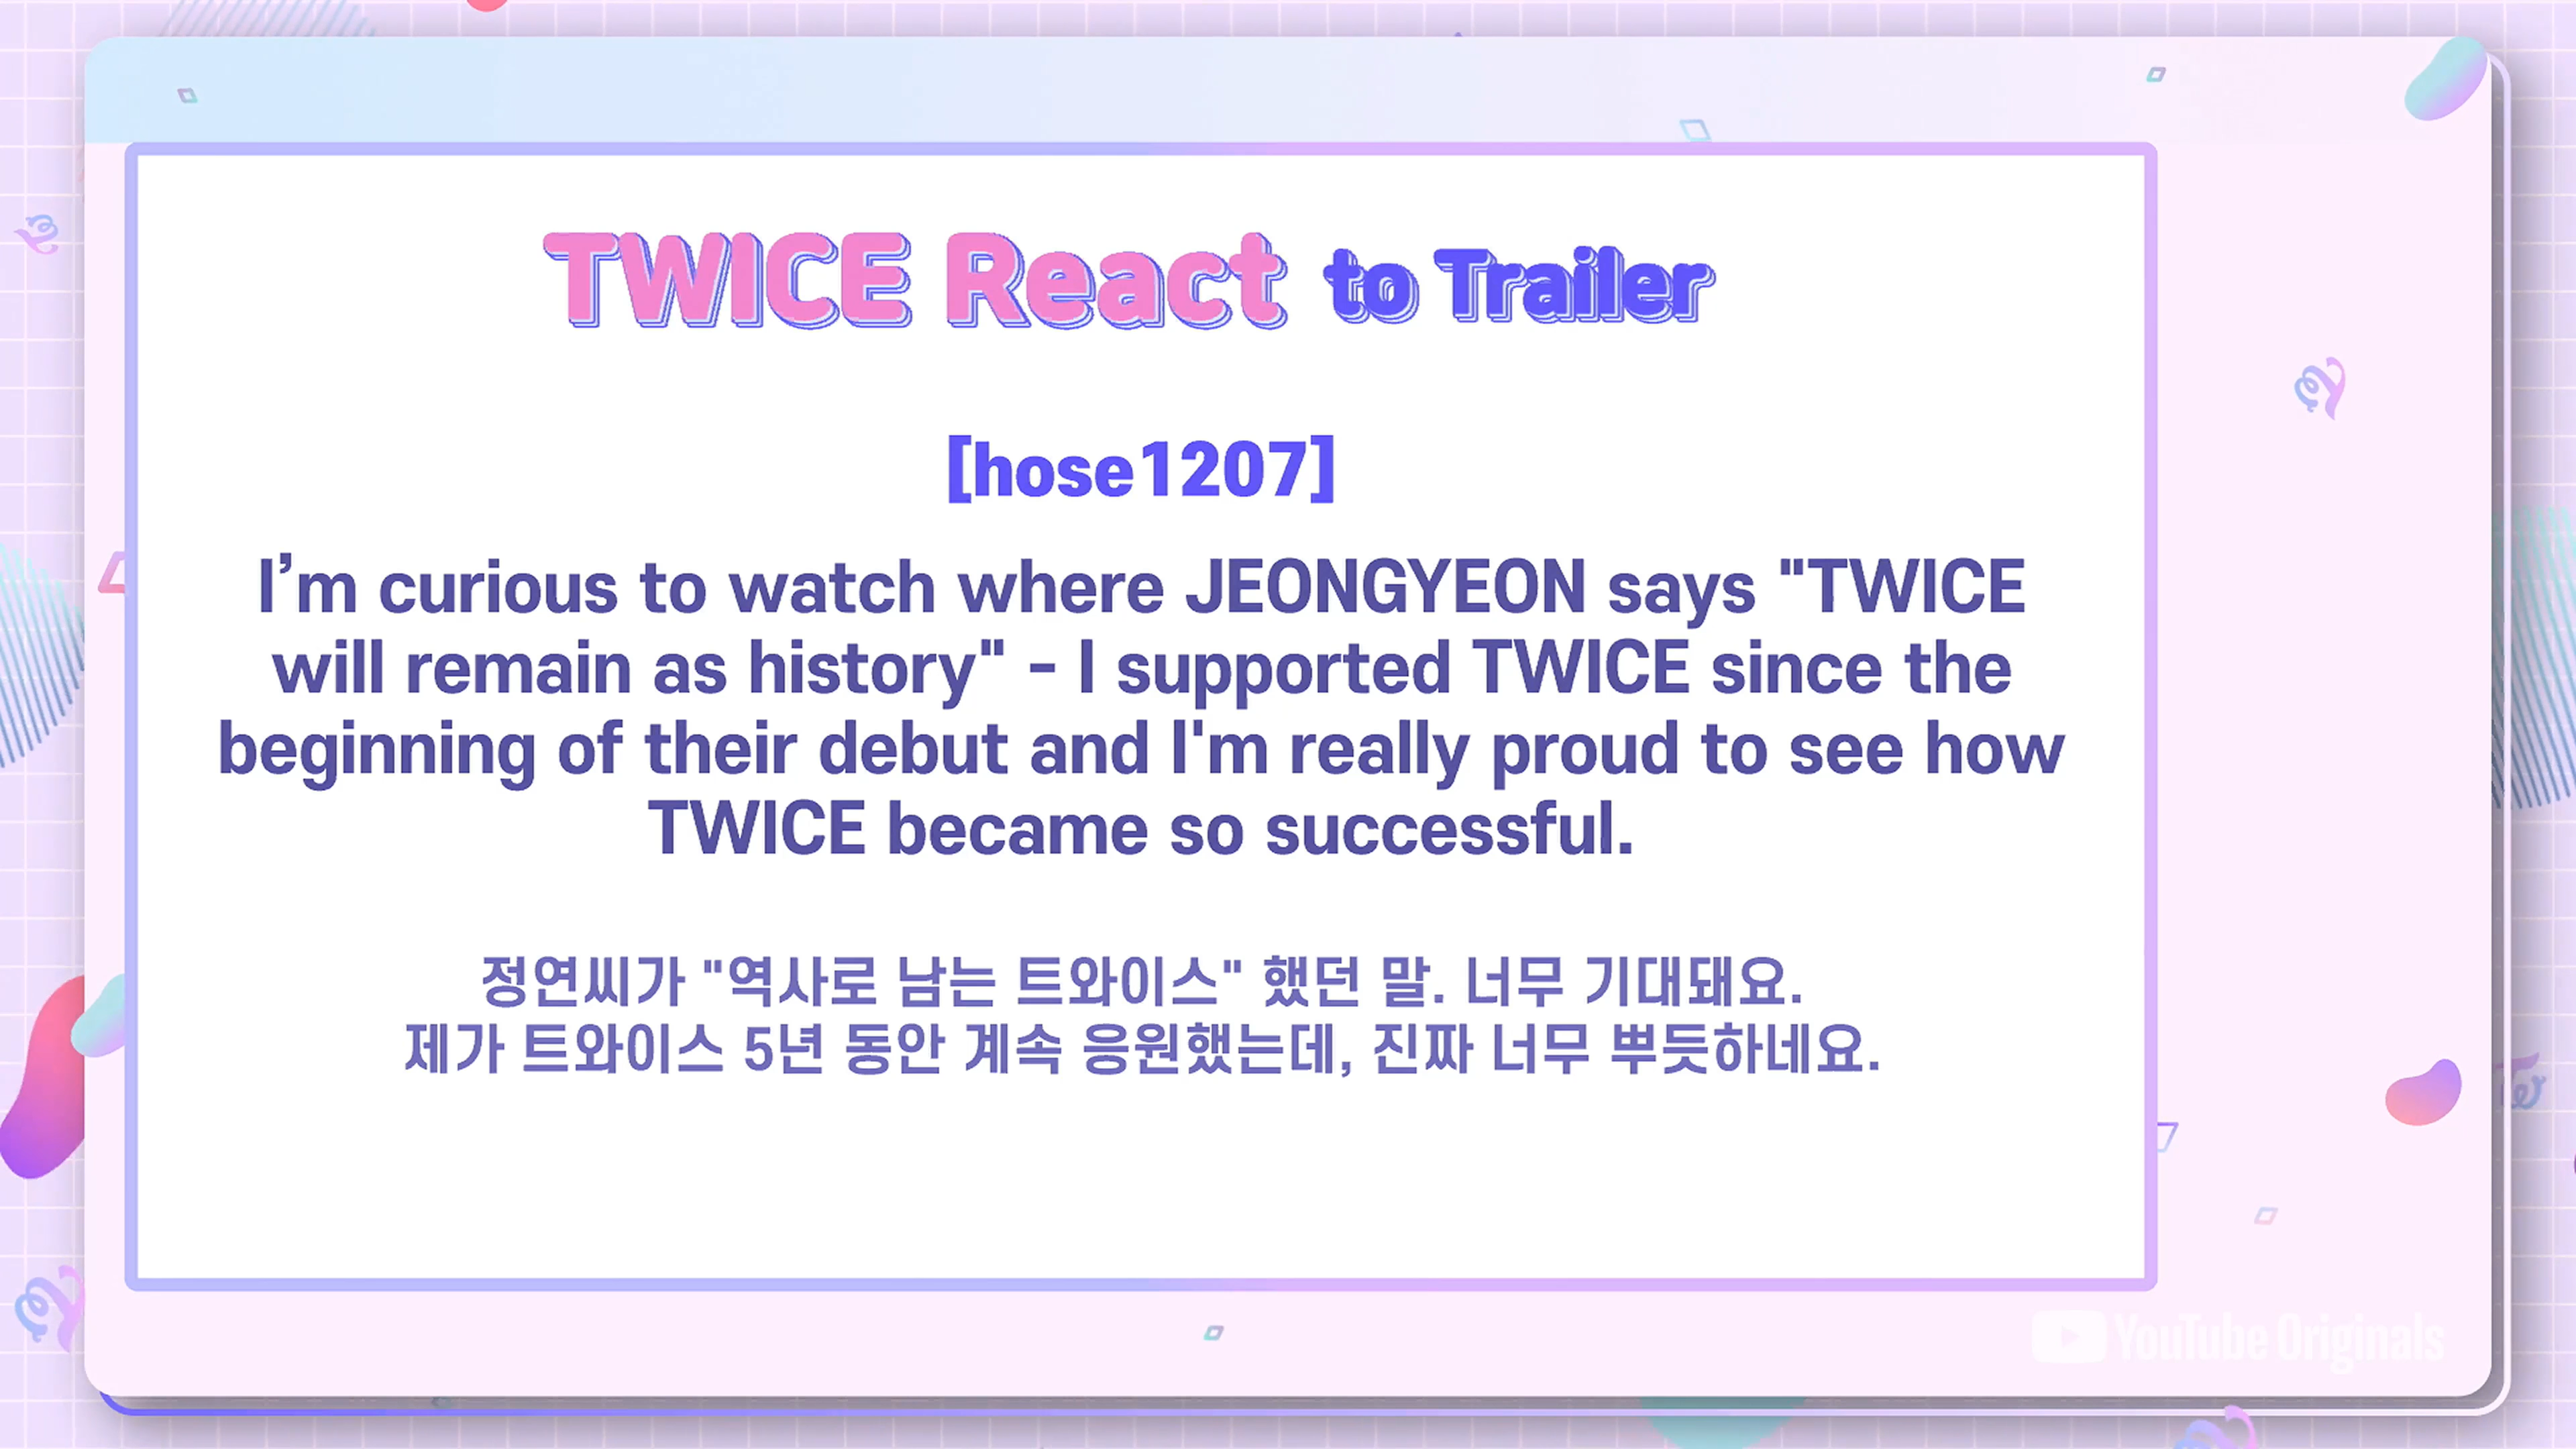 TWICE React to Trailer
[hose1207]
I’m curious to watch where JEONGYEON says "TWICE
will remain as history" - I supported TWICE since the
beginning of their debut and I'm really proud to see how
TWICE became so successful.
정연씨가 "역사로 남는 트와이스" 했던 말. 너무 기대돼요.
제가 트와이스 5년 동안 계속 응원했는데, 진짜 너무 뿌듯하네요.
YouTube Originals